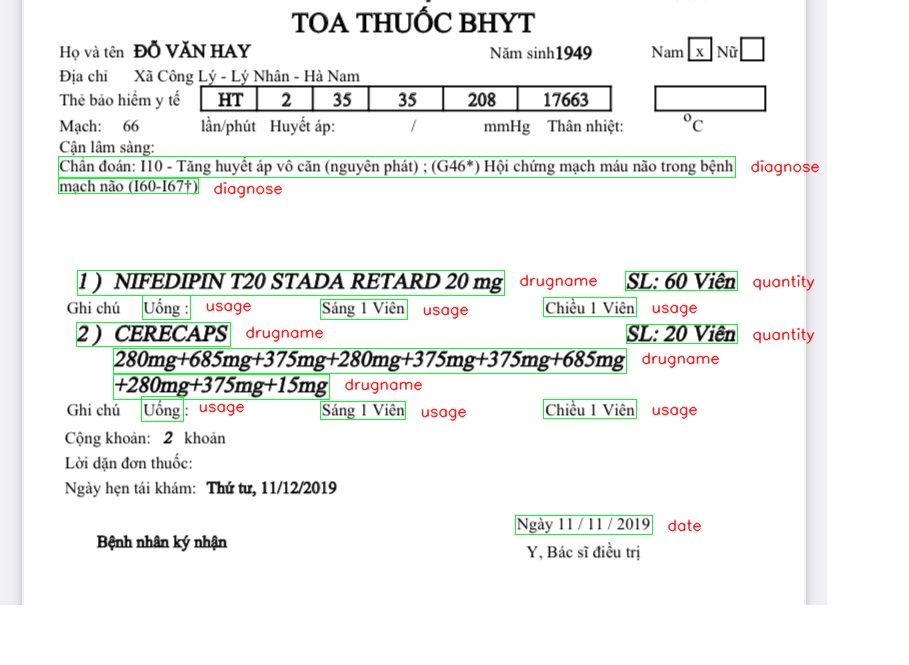 TOA THUỐC BHYT
Họ và tên ĐỖ VĂN HAY Năm sinh1949 Nam x Nữ
Địa chỉ Xã Công Lý - Lý Nhân - Hà Nam
Thẻ bảo hiểm y tế HT 2 35 35 208 17663
Mạch: 66 lần/phút Huyết áp: / mmHg Thân nhiệt: °C
Cận lâm sàng:
Chẩn đoán: I10 - Tăng huyết áp vô căn (nguyên phát) ; (G46*) Hội chứng mạch máu não trong bệnh diagnose
mạch não (I60-I67†) diagnose
1 ) NIFEDIPIN T20 STADA RETARD 20 mg drugname SL: 60 Viên quantity
Ghi chú Uống : usage Sáng 1 Viên usage Chiều 1 Viên usage
2 ) CERECAPS drugname SL: 20 Viên quantity
280mg+685mg+375mg+280mg+375mg+375mg+685mg drugname
+280mg+375mg+15mg drugname
Ghi chú Uống : usage Sáng 1 Viên usage Chiều 1 Viên usage
Cộng khoản: 2 khoản
Lời dặn đơn thuốc:
Ngày hẹn tái khám: Thứ tư, 11/12/2019
Ngày 11 / 11 / 2019 date
Bệnh nhân ký nhận
Y, Bác sĩ điều trị